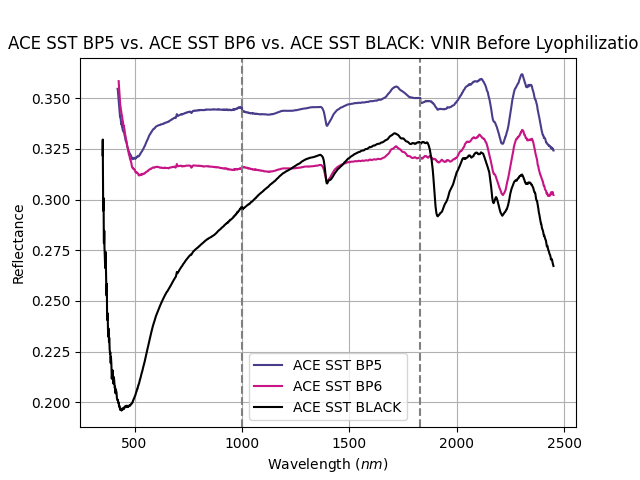 ACE SST BP5 vs. ACE SST BP6 vs. ACE SST BLACK: VNIR Before Lyophilizatio
0.350
0.325
0.300
0.275
0.250
0.225
0.200
Reflectance
ACE SST BP5
ACE SST BP6
ACE SST BLACK
500 1000 1500 2000 2500
Wavelength (nm)